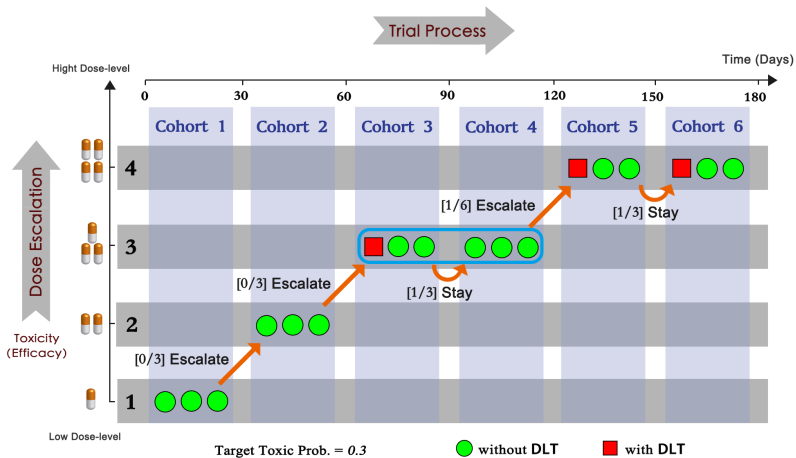 Trial Process
Time (Days)
Hight Dose-level
0 30 60 90 120 150 180
Cohort 1 Cohort 2 Cohort 3 Cohort 4 Cohort 5 Cohort 6
4
[1/6] Escalate
[1/3] Stay
Dose Escalation
3
[0/3] Escalate
[1/3] Stay
2
Toxicity
(Efficacy)
[0/3] Escalate
1
Low Dose-level
Target Toxic Prob. = 0.3
without DLT
with DLT